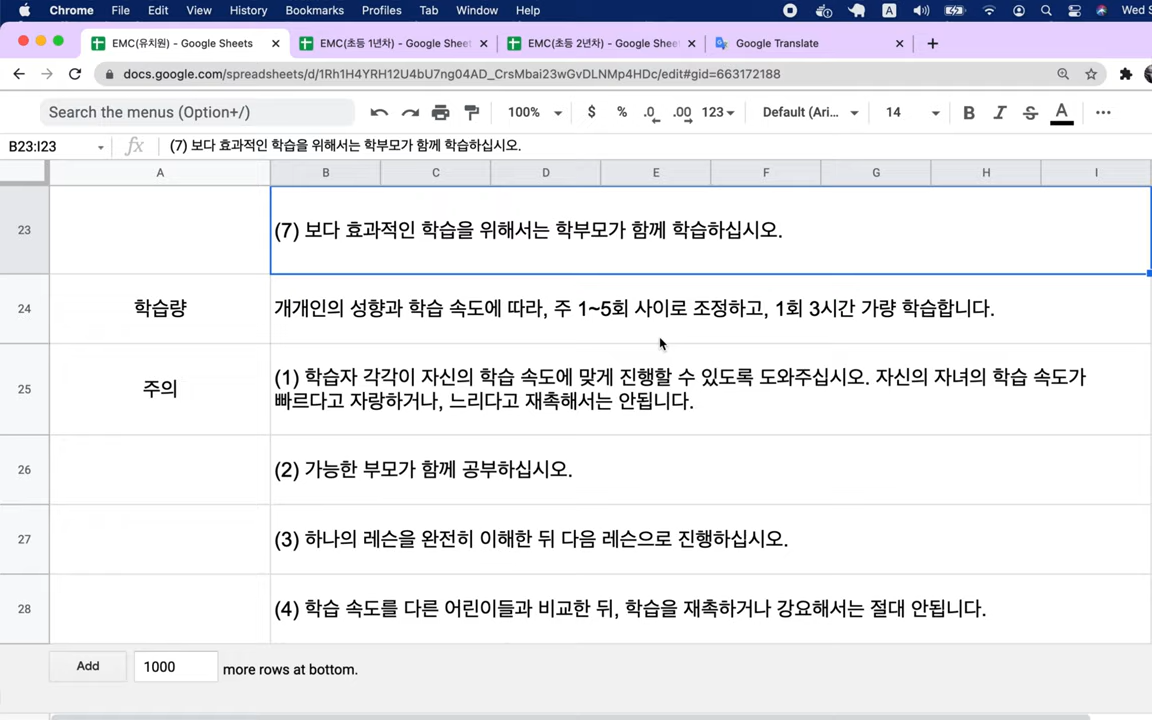 Chrome File Edit View History Bookmarks Profiles Tab Window Help A Wed S
EMC(유치원) - Google Sheets EMC(초등 1년차) - Google Sheet EMC(초등 2년차) - Google Shee Google Translate
docs.google.com/spreadsheets/d/1Rh1H4YRH12U4bU7ng04AD_CrsMbai23wGvDLNMp4HDc/edit#gid=663172188
Search the menus (Option+/) 100% $ % .0 .00 123 Default (Ari... 14 B I S A
B23:I23 fx (7) 보다 효과적인 학습을 위해서는 학부모가 함께 학습하십시오.
A B C D E F G H I
23 (7) 보다 효과적인 학습을 위해서는 학부모가 함께 학습하십시오.
24 학습량 개개인의 성향과 학습 속도에 따라, 주 1~5회 사이로 조정하고, 1회 3시간 가량 학습합니다.
25 주의 (1) 학습자 각각이 자신의 학습 속도에 맞게 진행할 수 있도록 도와주십시오. 자신의 자녀의 학습 속도가
빠르다고 자랑하거나, 느리다고 재촉해서는 안됩니다.
26 (2) 가능한 부모가 함께 공부하십시오.
27 (3) 하나의 레슨을 완전히 이해한 뒤 다음 레슨으로 진행하십시오.
28 (4) 학습 속도를 다른 어린이들과 비교한 뒤, 학습을 재촉하거나 강요해서는 절대 안됩니다.
Add 1000 more rows at bottom.